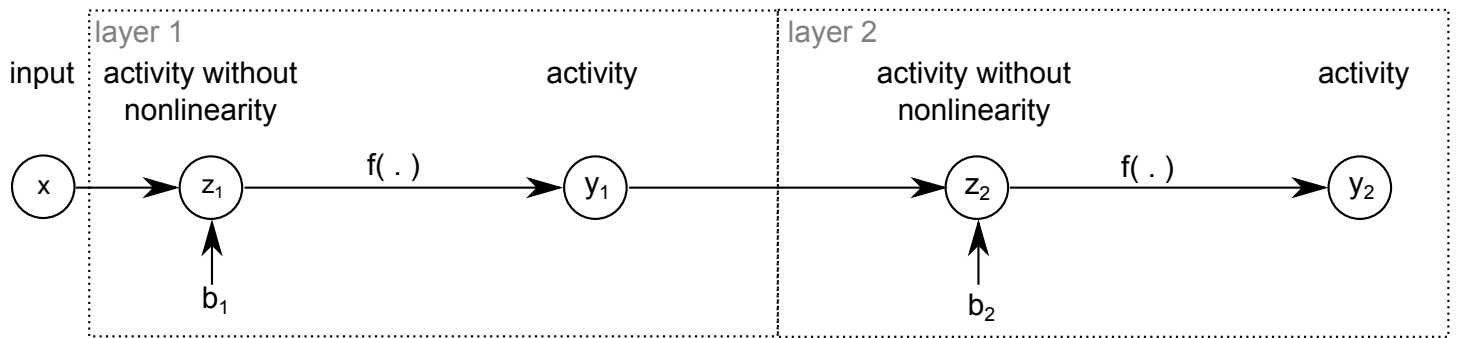 layer 1
layer 2
input
activity without
nonlinearity
activity
activity without
nonlinearity
activity
x
z₁
f( . )
y₁
z₂
f( . )
y₂
b₁
b₂